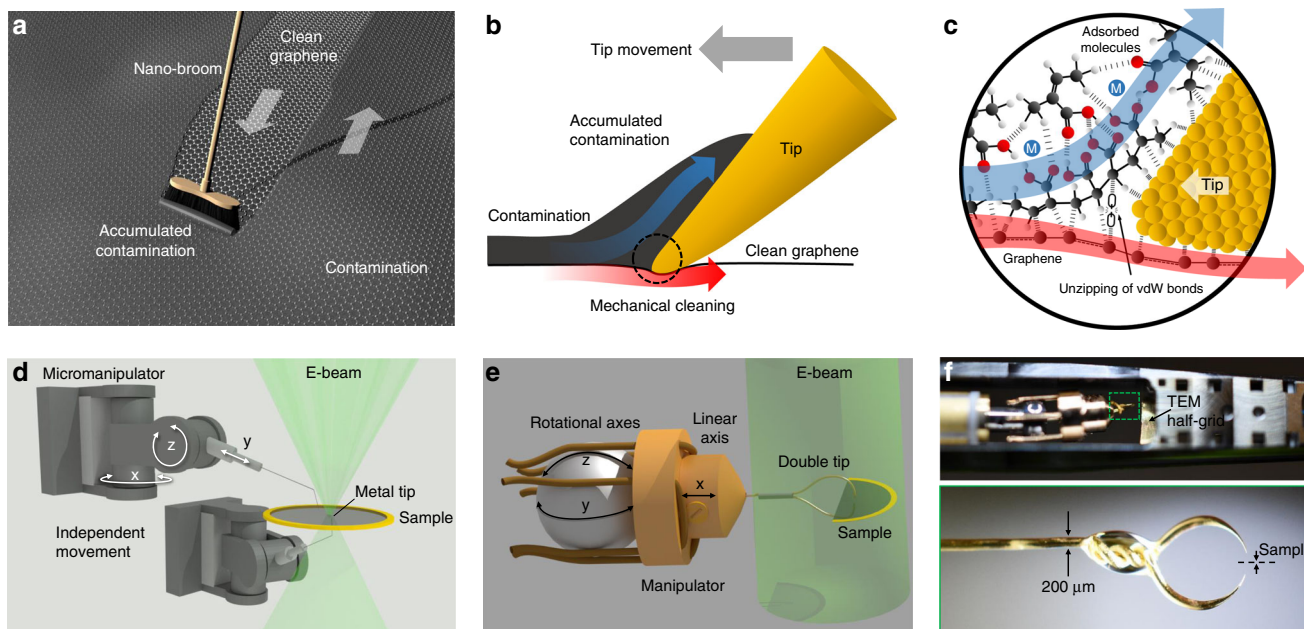 a
Clean
graphene
Nano-broom
Accumulated
contamination
Contamination
b
Tip movement
Accumulated
contamination
Tip
Contamination
Clean graphene
Mechanical cleaning
c
Adsorbed
molecules
M
M
Tip
Graphene
Unzipping of vdW bonds
d
Micromanipulator
E-beam
z
y
x
Metal tip
Sample
Independent
movement
e
E-beam
Rotational axes
Linear
axis
z
x
y
Double tip
Sample
Manipulator
f
TEM
half-grid
Sampl
200 µm